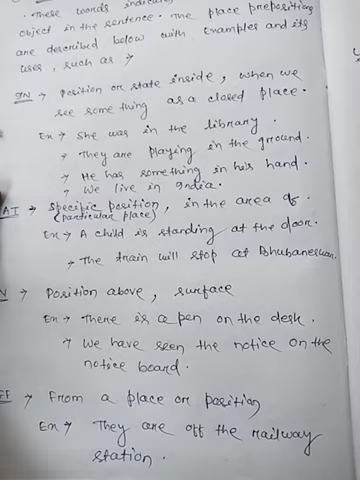 These words indicat
object in the sentence. The place preposition
are described below with examples and its
uses, such as →
IN → Position or state inside, when we
see something as a closed place.
Ex → She was in the library.
→ They are playing in the ground.
→ He has something in his hand.
→ We live in India.
AT → Specific position, in the area of.
(particular place)
Ex → A child is standing at the door.
→ The train will stop at Bhubaneswar.
N → Position above, surface
Ex → There is a pen on the desk.
→ We have seen the notice on the
notice board.
FF → From a place or position
Ex → They are off the railway
station.